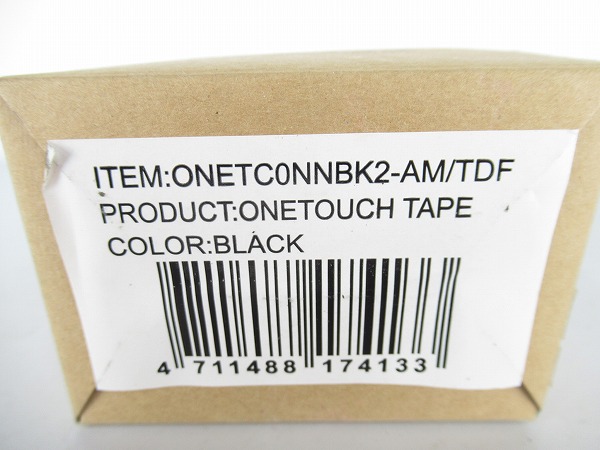 ITEM:ONETC0NNBK2-AM/TDF
PRODUCT:ONETOUCH TAPE
COLOR:BLACK
4 711488 174133